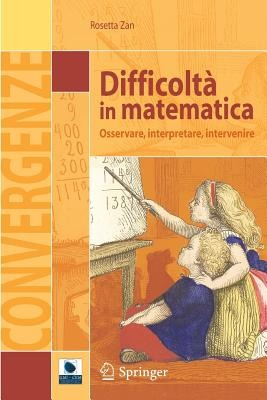 Rosetta Zan
Difficoltà
in matematica
Osservare, interpretare, intervenire
CONVERGENZE
Springer